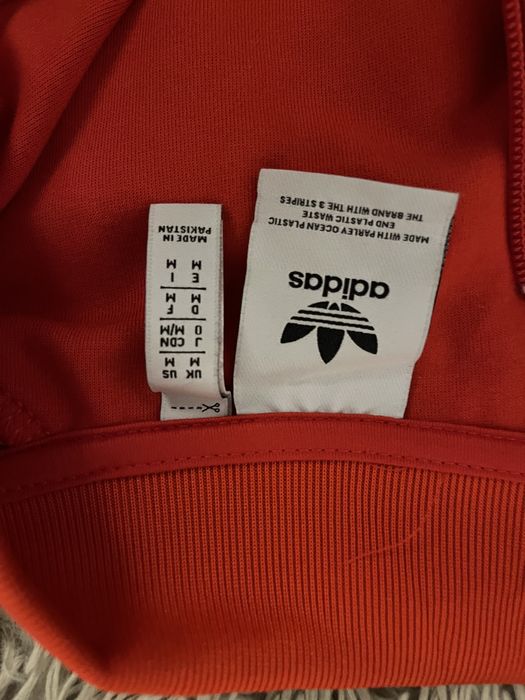 adidas
MADE WITH PARLEY OCEAN PLASTIC
END PLASTIC WASTE
THE BRAND WITH THE 3 STRIPES
UK US
M M
J CDN
O M/M
D F
M M
E I
M M
MADE IN
PAKISTAN